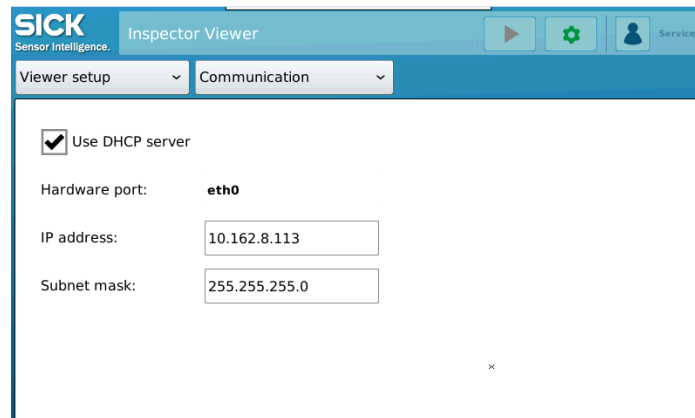 SICK
Sensor Intelligence.
Inspector Viewer
Service
Viewer setup
Communication
Use DHCP server
Hardware port: eth0
IP address: 10.162.8.113
Subnet mask: 255.255.255.0